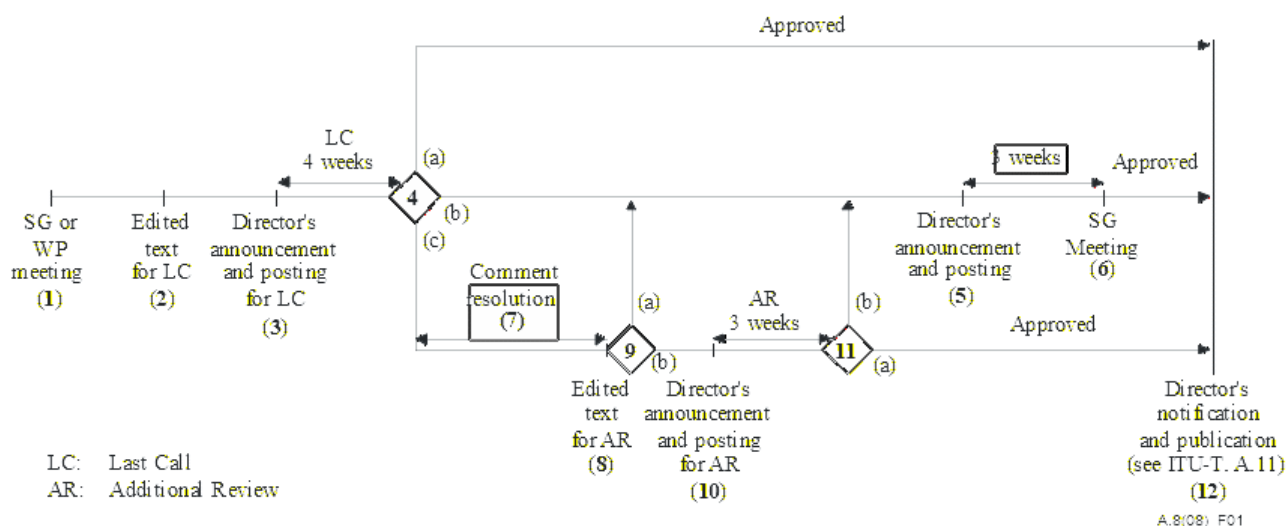 Approved
LC
4 weeks
(a)
4
(b)
(c)
3 weeks
Approved
SG or
WP
meeting
(1)
Edited
text
for LC
(2)
Director's
announcement
and posting
for LC
(3)
Director's
announcement
and posting
(5)
SG
Meeting
(6)
Comment
resolution
(7)
(a)
9
(b)
AR
3 weeks
(b)
11
(a)
Approved
Edited
text
for AR
(8)
Director's
announcement
and posting
for AR
(10)
Director's
notification
and publication
(see ITU-T. A.11)
(12)
LC: Last Call
AR: Additional Review
A.8(08)_F01